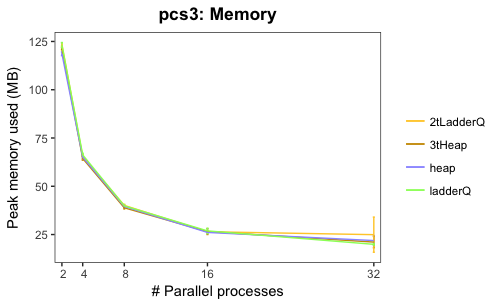 pcs3: Memory
Peak memory used (MB)
125
100
75
50
25
2 4 8 16 32
# Parallel processes
2tLadderQ
3tHeap
heap
ladderQ